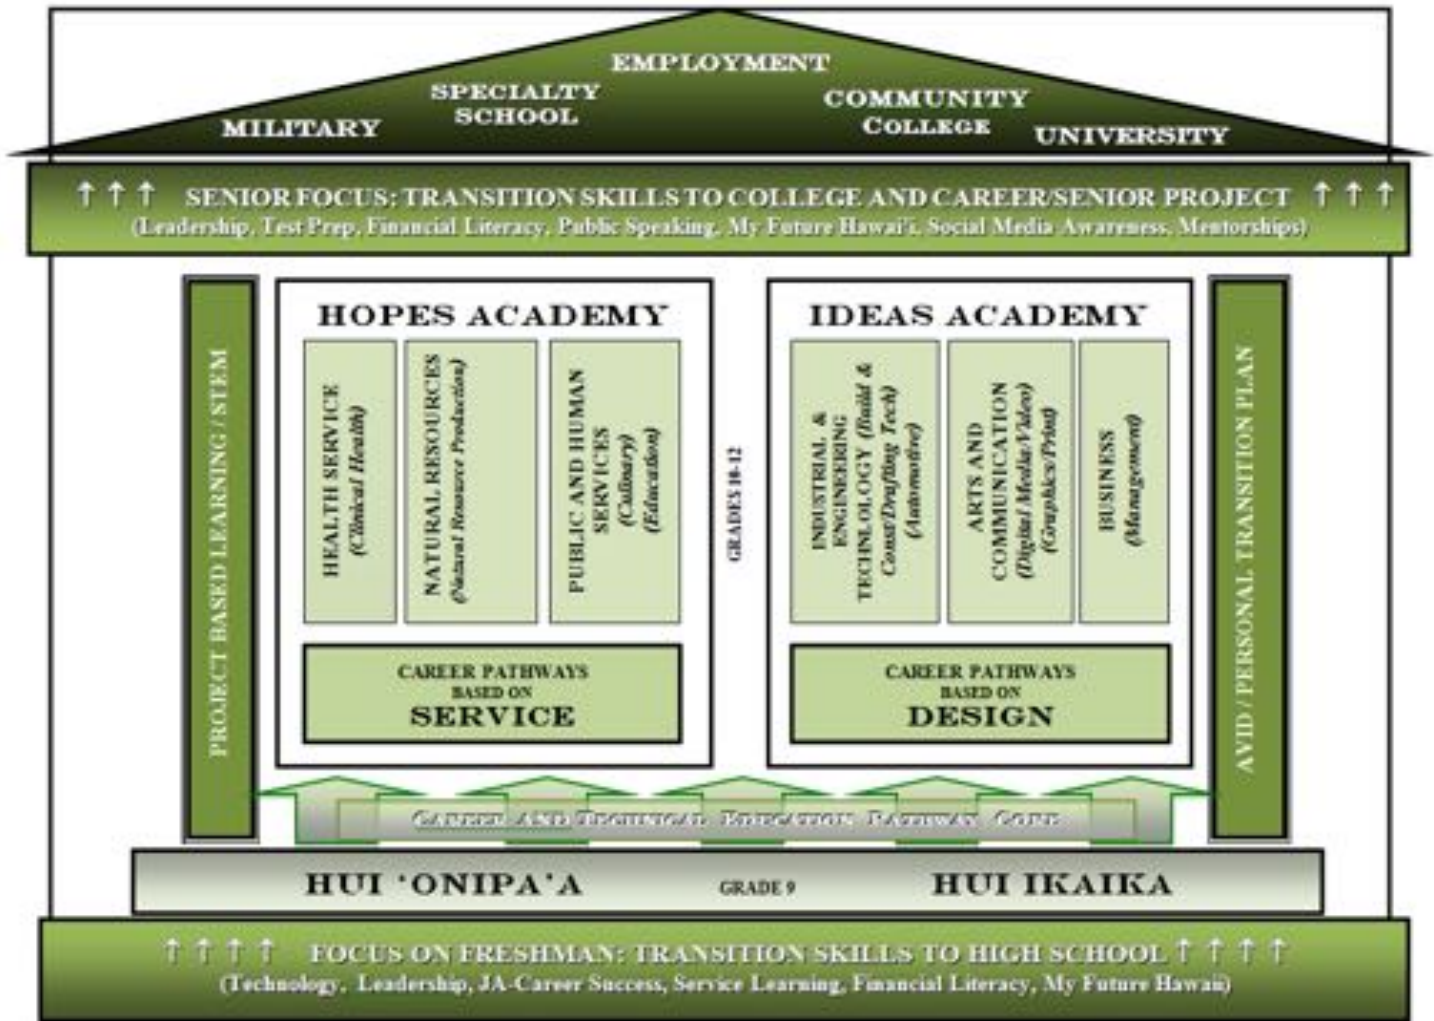 EMPLOYMENT
SPECIALTY
SCHOOL
COMMUNITY
COLLEGE
MILITARY
UNIVERSITY
↑ ↑ ↑ SENIOR FOCUS: TRANSITION SKILLS TO COLLEGE AND CAREER/SENIOR PROJECT ↑ ↑ ↑
(Leadership, Test Prep, Financial Literacy, Public Speaking, My Future Hawai'i, Social Media Awareness, Mentorships)
PROJECT BASED LEARNING / STEM
HOPES ACADEMY
HEALTH SERVICE
(Clinical Health)
NATURAL RESOURCES
(Natural Resource Production)
PUBLIC AND HUMAN
SERVICES
(Culinary)
(Education)
CAREER PATHWAYS
BASED ON
SERVICE
GRADES 10-12
IDEAS ACADEMY
INDUSTRIAL &
ENGINEERING
TECHNLOLOGY (Build &
Const/Drafting Tech)
(Automotive)
ARTS AND
COMMUNICATION
(Digital Media/Video)
(Graphics/Print)
BUSINESS
(Management)
CAREER PATHWAYS
BASED ON
DESIGN
AVID / PERSONAL TRANSITION PLAN
CAREER AND TECHNICAL EDUCATION PATHWAY CORE
HUI ‘ONIPA’A GRADE 9 HUI IKAIKA
↑ ↑ ↑ ↑ FOCUS ON FRESHMAN: TRANSITION SKILLS TO HIGH SCHOOL ↑ ↑ ↑ ↑
(Technology, Leadership, JA-Career Success, Service Learning, Financial Literacy, My Future Hawaii)